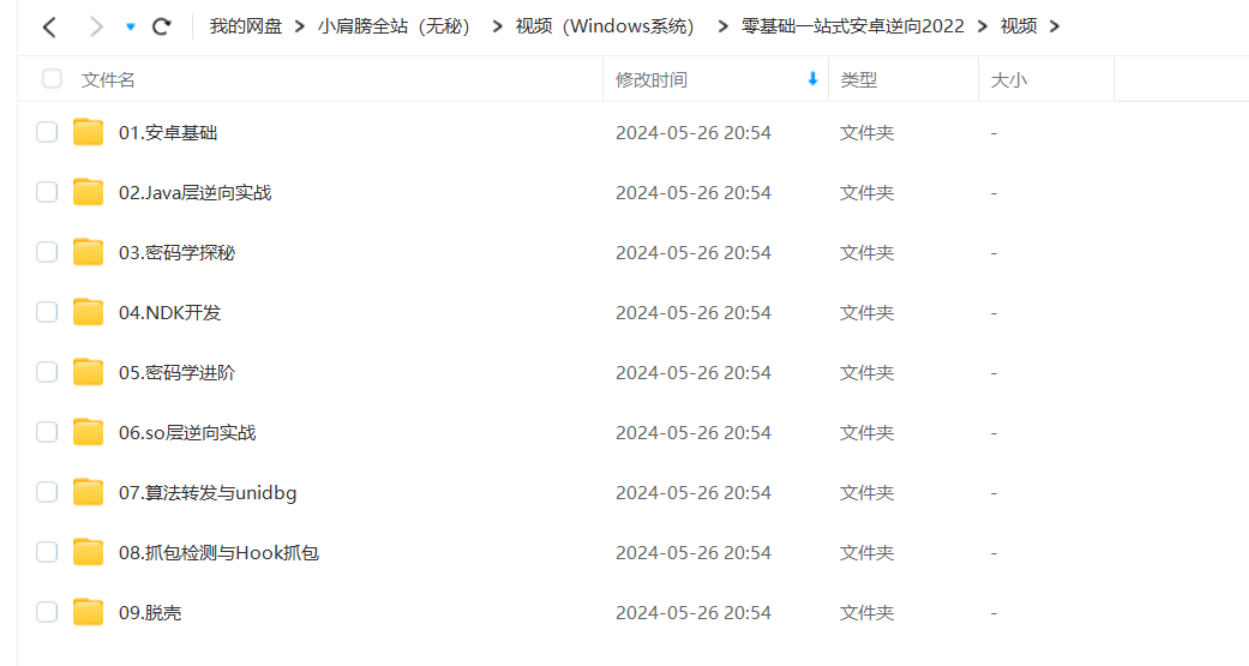 我的网盘 > 小肩膀全站（无秘） > 视频（Windows系统） > 零基础一站式安卓逆向2022 > 视频 >
文件名 修改时间 类型 大小
01.安卓基础 2024-05-26 20:54 文件夹 -
02.Java层逆向实战 2024-05-26 20:54 文件夹 -
03.密码学探秘 2024-05-26 20:54 文件夹 -
04.NDK开发 2024-05-26 20:54 文件夹 -
05.密码学进阶 2024-05-26 20:54 文件夹 -
06.so层逆向实战 2024-05-26 20:54 文件夹 -
07.算法转发与unidbg 2024-05-26 20:54 文件夹 -
08.抓包检测与Hook抓包 2024-05-26 20:54 文件夹 -
09.脱壳 2024-05-26 20:54 文件夹 -